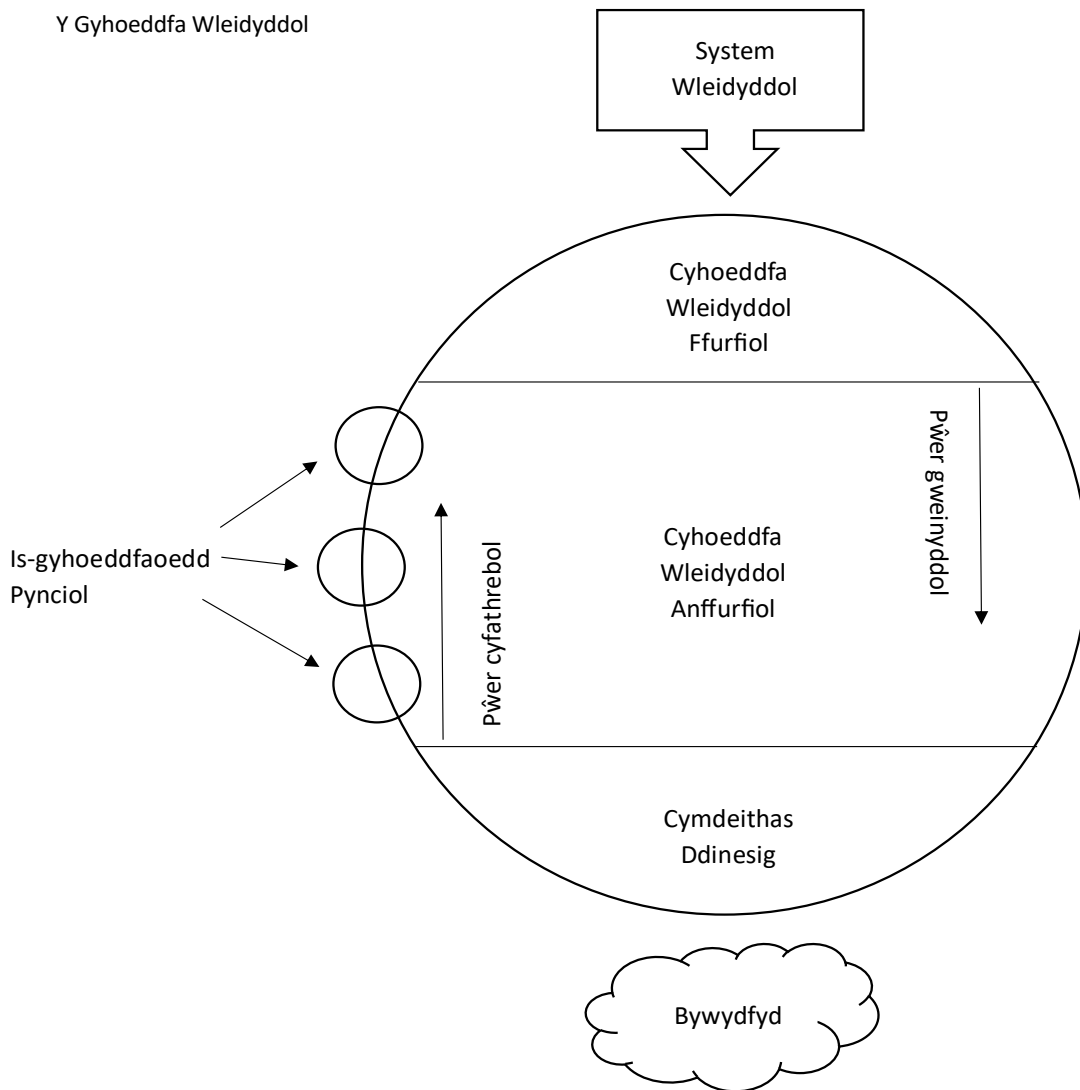 Y Gyhoeddfa Wleidyddol
System
Wleidyddol
Cyhoeddfa
Wleidyddol
Ffurfiol
Pŵer gweinyddol
Is-gyhoeddfaoedd
Pynciol
Pŵer cyfathrebol
Cyhoeddfa
Wleidyddol
Anffurfiol
Cymdeithas
Ddinesig
Bywydfyd